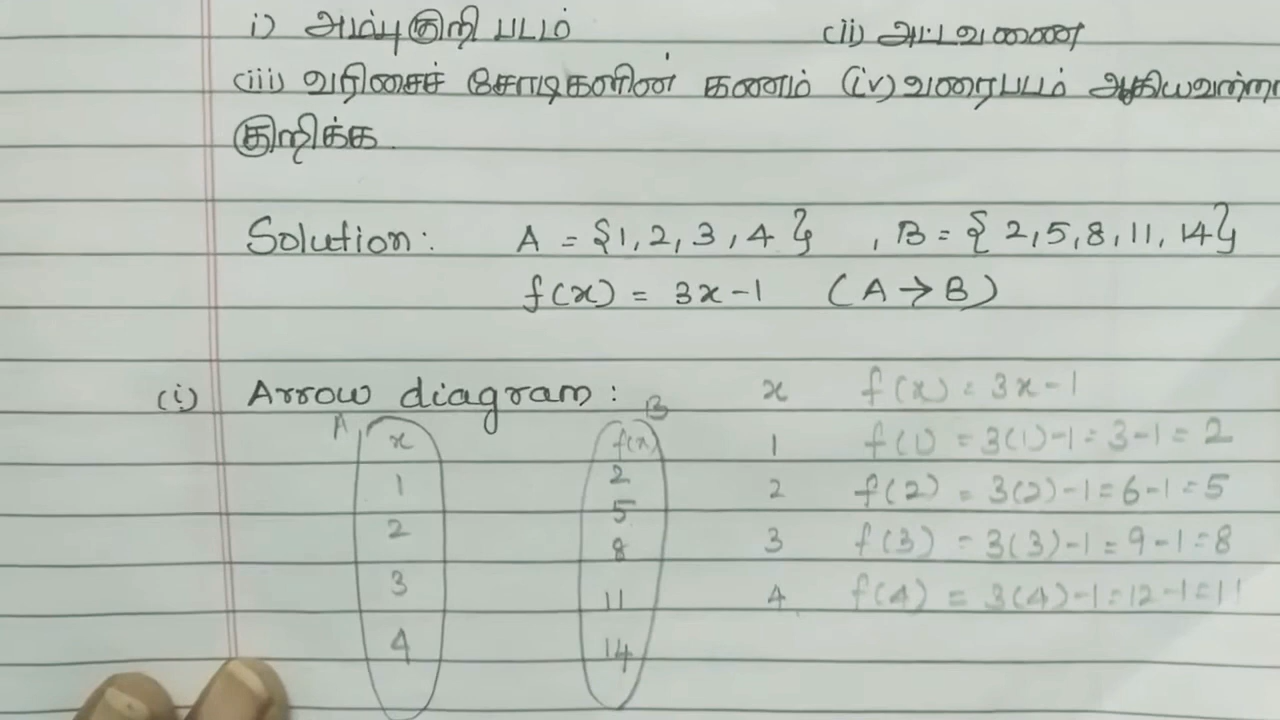 i) அம்பு குறி படம் (ii) அட்டவணை
(iii) வரிசைச் சோடிகளின் கணம் (iv) வரைபடம் ஆகியவற்றை
குறிக்க.
Solution: A = {1, 2, 3, 4} , B = { 2, 5, 8, 11, 14}
f(x) = 3x-1 (A → B)
(i) Arrow diagram : x f(x) = 3x-1
A B
x f(x) 1 f(1) = 3(1)-1 = 3-1 = 2
1 2 2 f(2) = 3(2)-1 = 6-1 = 5
2 5
3 8 3 f(3) = 3(3)-1 = 9-1 = 8
4 11 4 f(4) = 3(4)-1 = 12-1 = 11
14